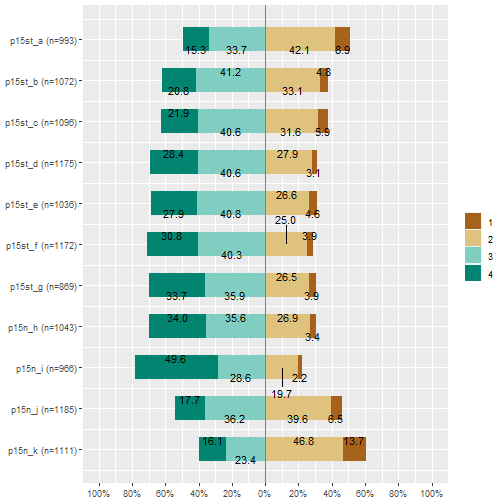 p15st_a (n=993) 15.3 33.7 42.1 8.9
p15st_b (n=1072) 20.8 41.2 33.1 4.8
p15st_c (n=1096) 21.9 40.6 31.6 5.9
p15st_d (n=1175) 28.4 40.6 27.9 3.1
p15st_e (n=1036) 27.9 40.8 26.6 4.6
p15st_f (n=1172) 30.8 40.3 25.0 3.9
p15st_g (n=869) 33.7 35.9 26.5 3.9
p15n_h (n=1043) 34.0 35.6 26.9 3.4
p15n_i (n=966) 49.6 28.6 19.7 2.2
p15n_j (n=1185) 17.7 36.2 39.6 6.5
p15n_k (n=1111) 16.1 23.4 46.8 13.7
100% 80% 60% 40% 20% 0% 20% 40% 60% 80% 100%
1
2
3
4